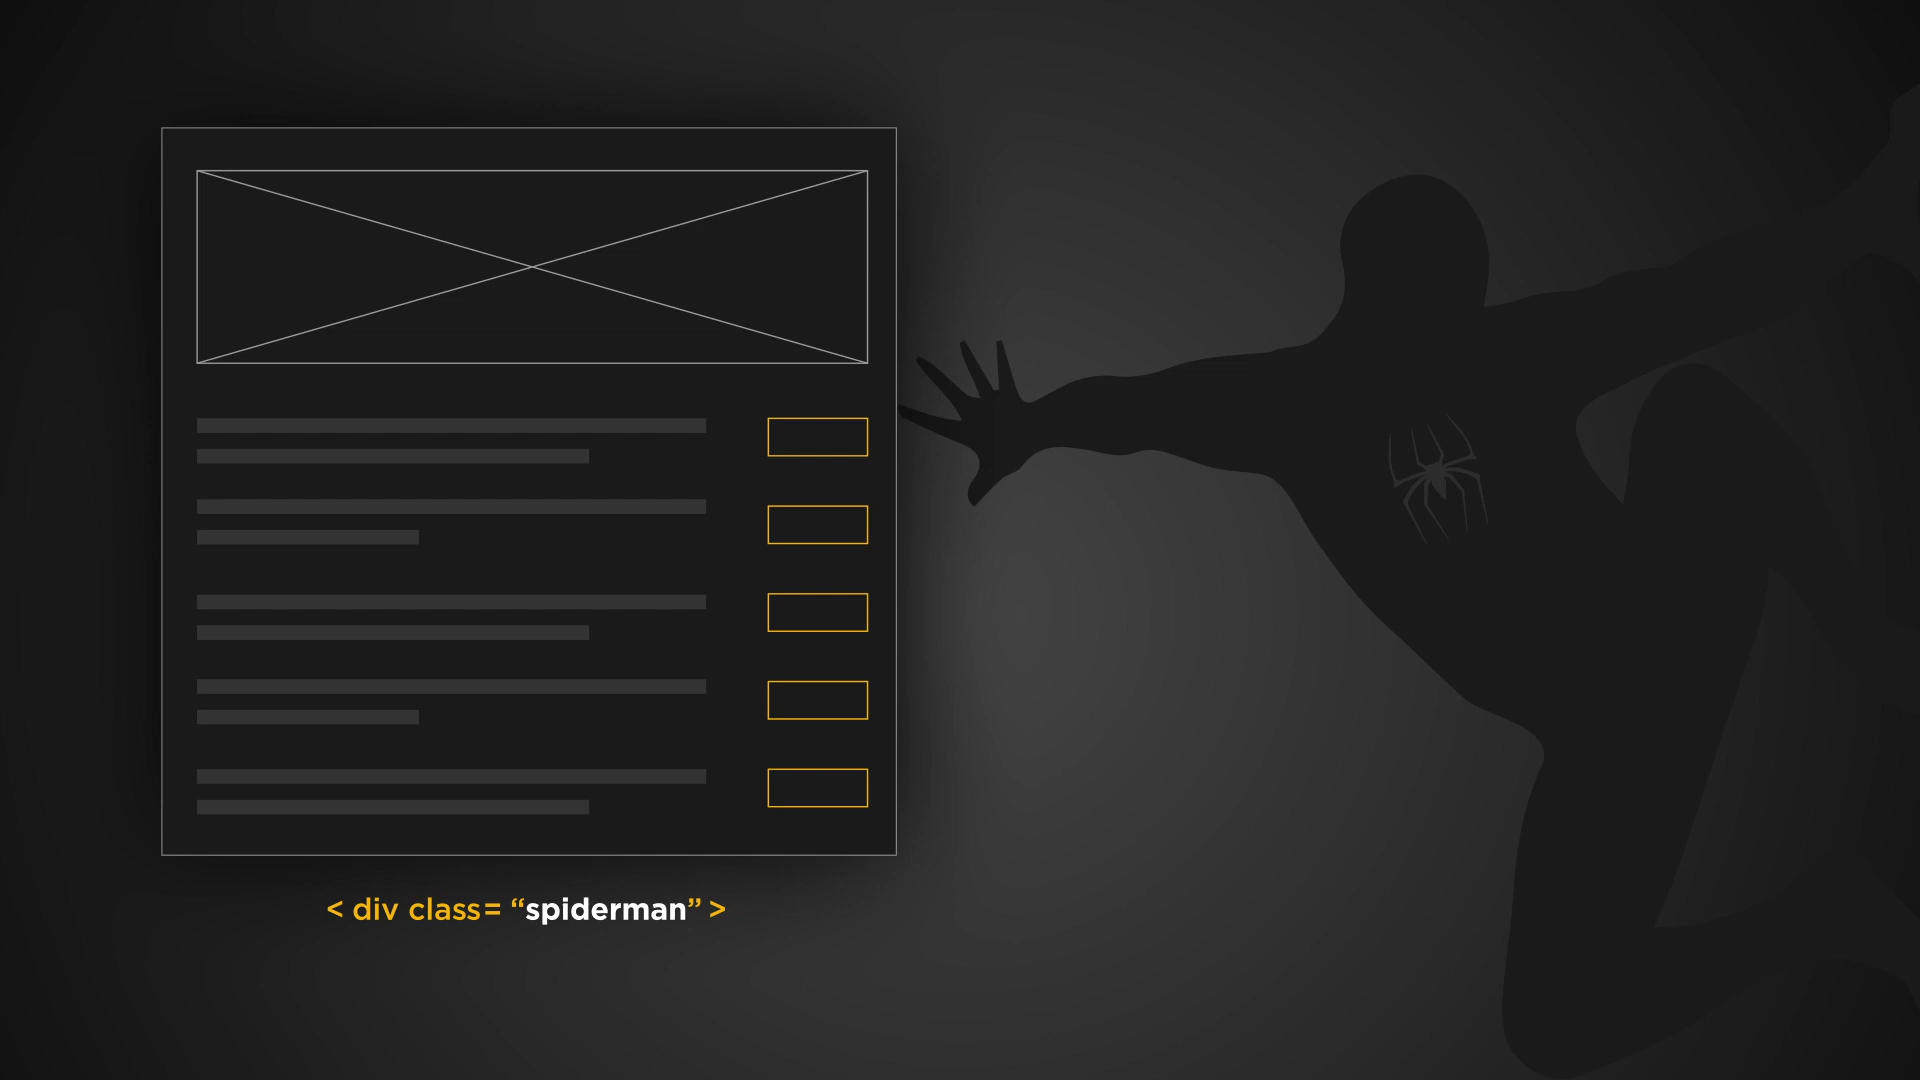 < div class= “spiderman” >